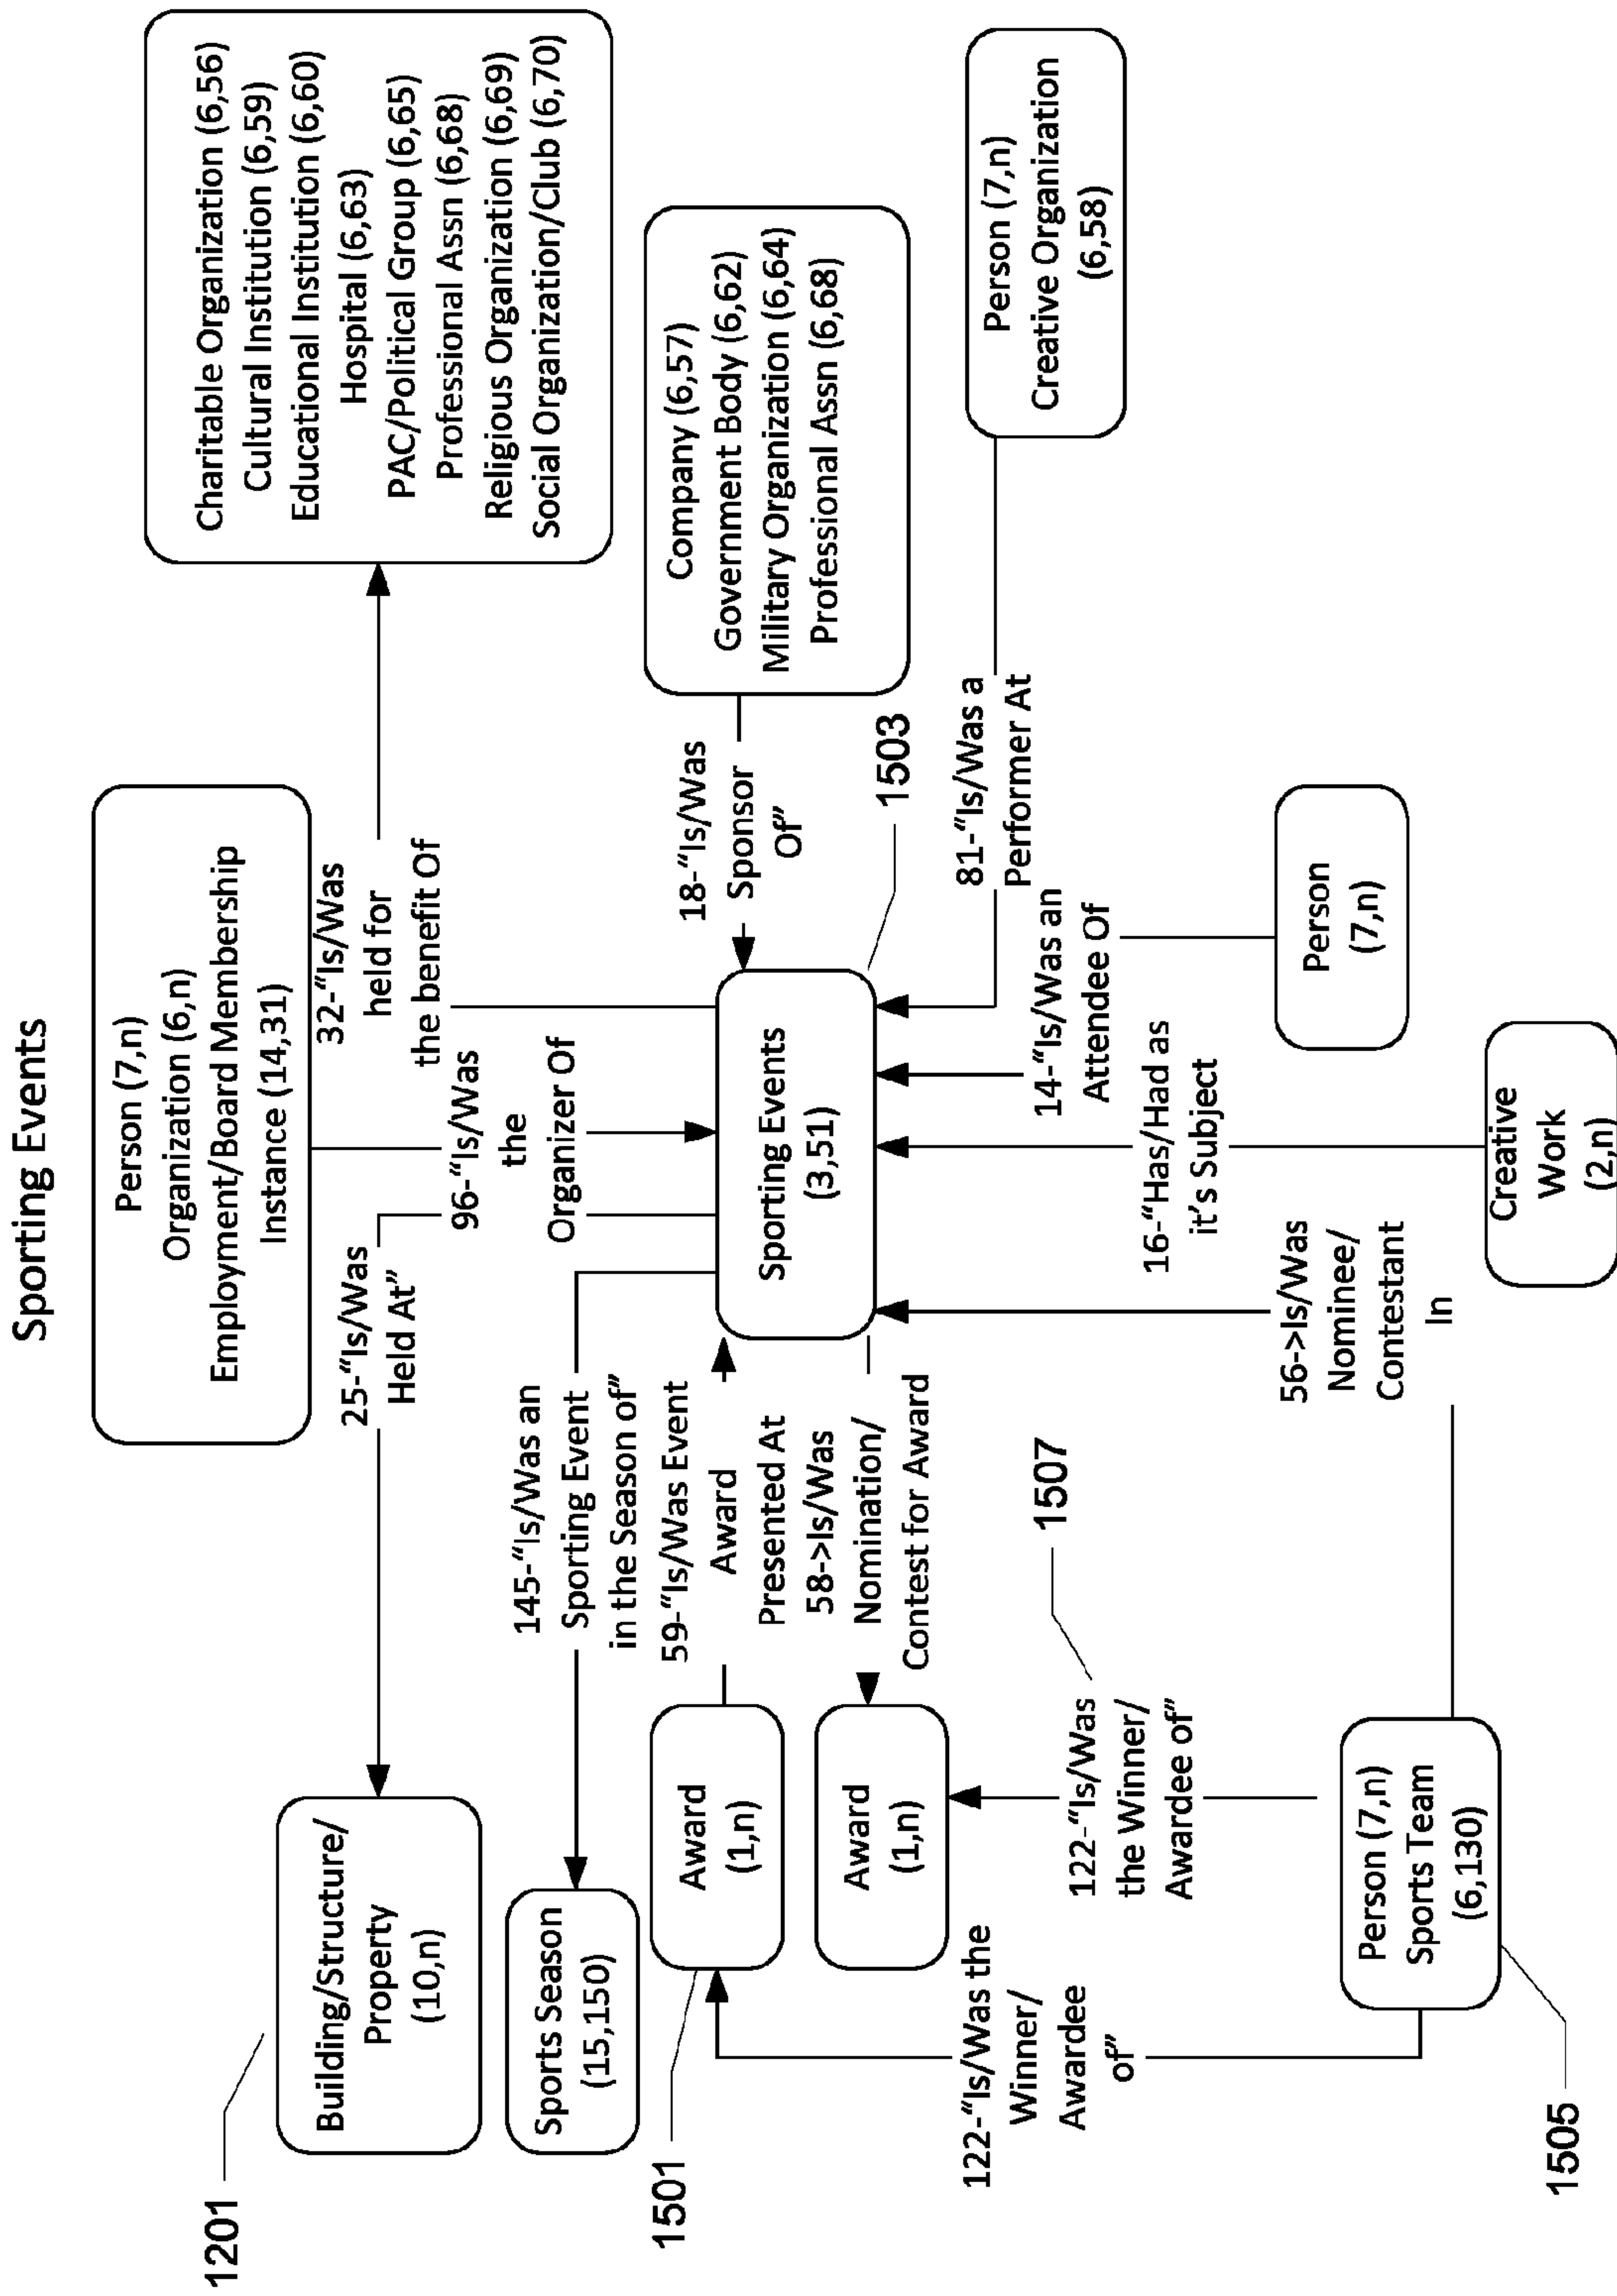 Sporting Events
Person (7,n)
Organization (6,n)
Employment/Board Membership
Instance (14,31)
1201
Building/Structure/
Property
(10,n)
25-“Is/Was
Held At”
32-“Is/Was
held for
the benefit Of
Charitable Organization (6,56)
Cultural Institution (6,59)
Educational Institution (6,60)
Hospital (6,63)
PAC/Political Group (6,65)
Professional Assn (6,68)
Religious Organization (6,69)
Social Organization/Club (6,70)
96-“Is/Was
the
Organizer Of
Sports Season
(15,150)
145-“Is/Was an
Sporting Event
in the Season of”
1501
Award
(1,n)
59-“Is/Was Event
Award
Presented At
Sporting Events
(3,51)
18-“Is/Was
Sponsor
Of”
Company (6,57)
Government Body (6,62)
Military Organization (6,64)
Professional Assn (6,68)
1503
Award
(1,n)
58->Is/Was
Nomination/
Contest for Award
81-“Is/Was a
Performer At
Person (7,n)
Creative Organization
(6,58)
122-“Is/Was the
Winner/
Awardee
of”
122-“Is/Was
the Winner/
Awardee of”
1507
14-“Is/Was an
Attendee Of
16-“Has/Had as
it’s Subject
56->Is/Was
Nominee/
Contestant
In
Person
(7,n)
Person (7,n)
Sports Team
(6,130)
1505
Creative
Work
(2,n)